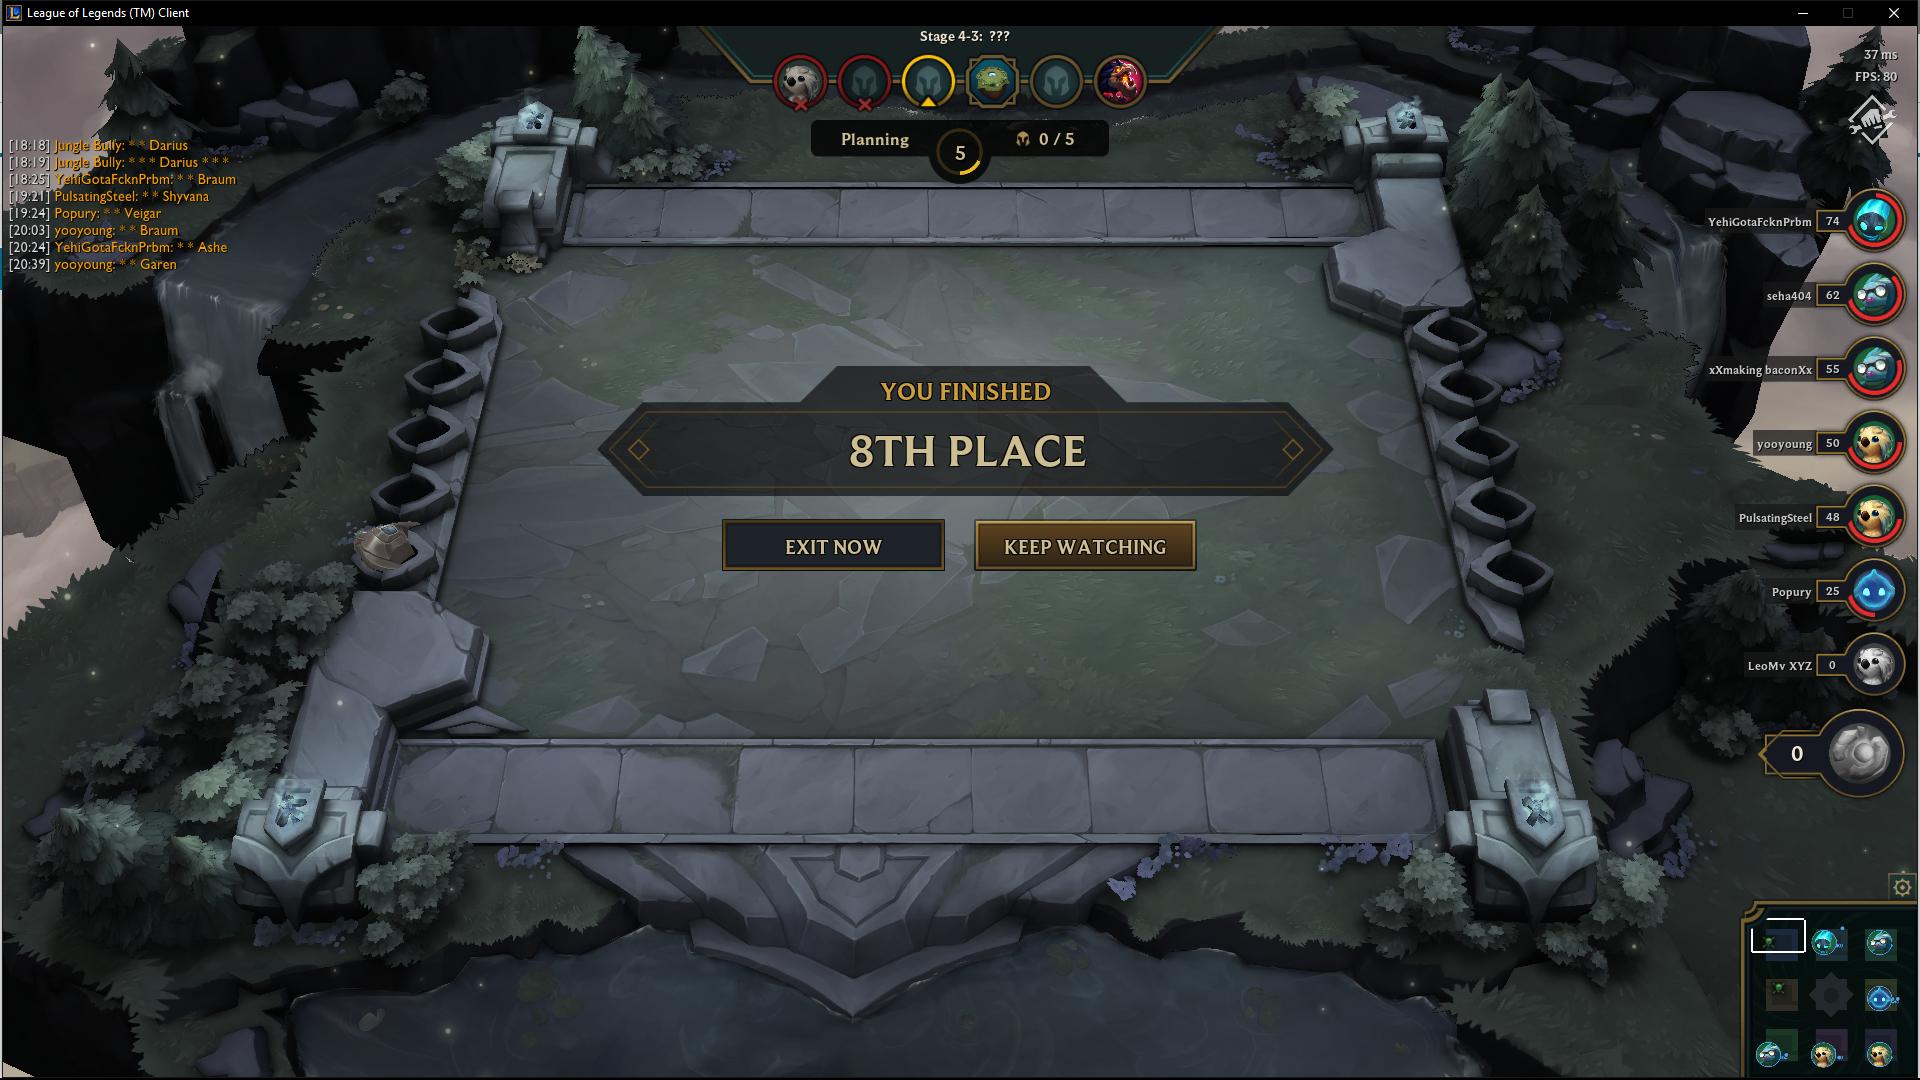 League of Legends (TM) Client
Stage 4-3: ???
37 ms
FPS: 80
Planning
5
0 / 5
[18:18] Jungle Bully: * * Darius
[18:19] Jungle Bully: * * * Darius * * *
[18:25] YehiGotaFcknPrbm: * * Braum
[19:21] PulsatingSteel: * * Shyvana
[19:24] Popury: * * Veigar
[20:03] yooyoung: * * Braum
[20:24] YehiGotaFcknPrbm: * * Ashe
[20:39] yooyoung: * * Garen
YehiGotaFcknPrbm 74
seha404 62
xXmaking baconXx 55
yooyoung 50
PulsatingSteel 48
Popury 25
LeoMv XYZ 0
0
YOU FINISHED
8TH PLACE
EXIT NOW
KEEP WATCHING